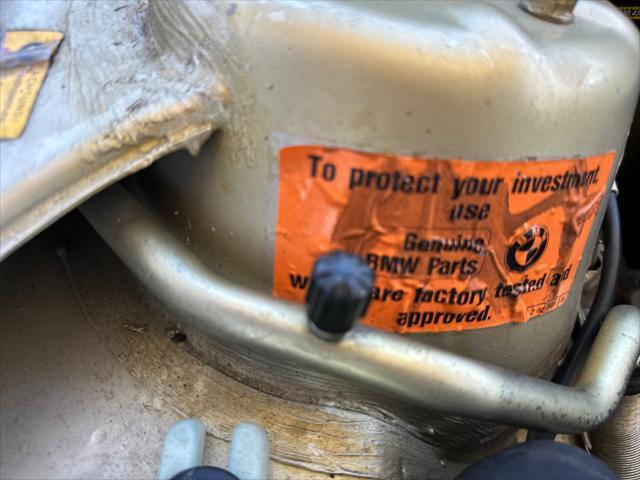 To protect your investment,
use
Genuine
BMW Parts
are factory tested and
approved.